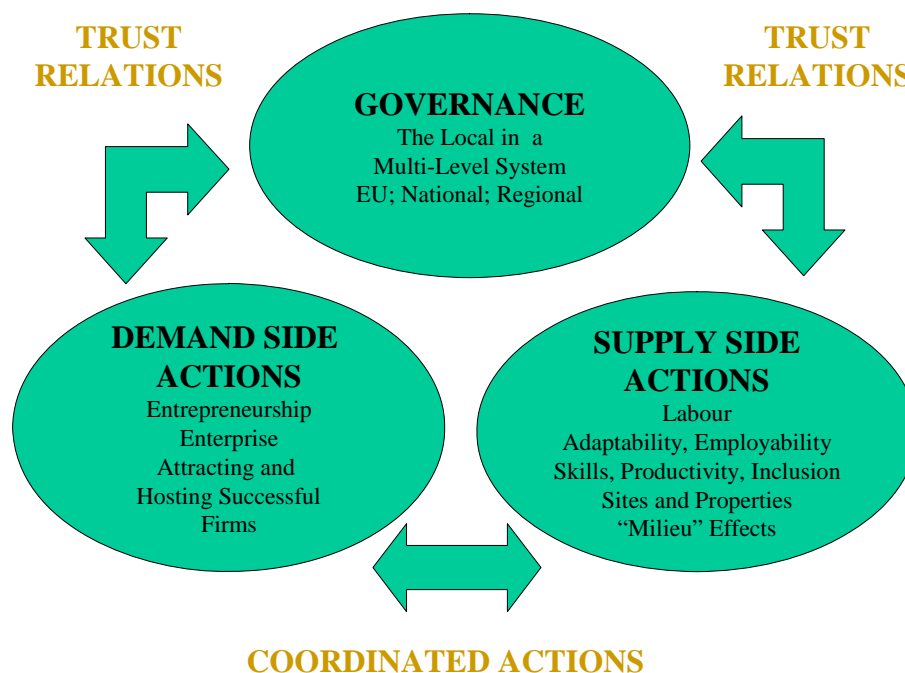 TRUST
RELATIONS
TRUST
RELATIONS
GOVERNANCE
The Local in a
Multi-Level System
EU; National; Regional
DEMAND SIDE
ACTIONS
Entrepreneurship
Enterprise
Attracting and
Hosting Successful
Firms
SUPPLY SIDE
ACTIONS
Labour
Adaptability, Employability
Skills, Productivity, Inclusion
Sites and Properties
“Milieu” Effects
COORDINATED ACTIONS